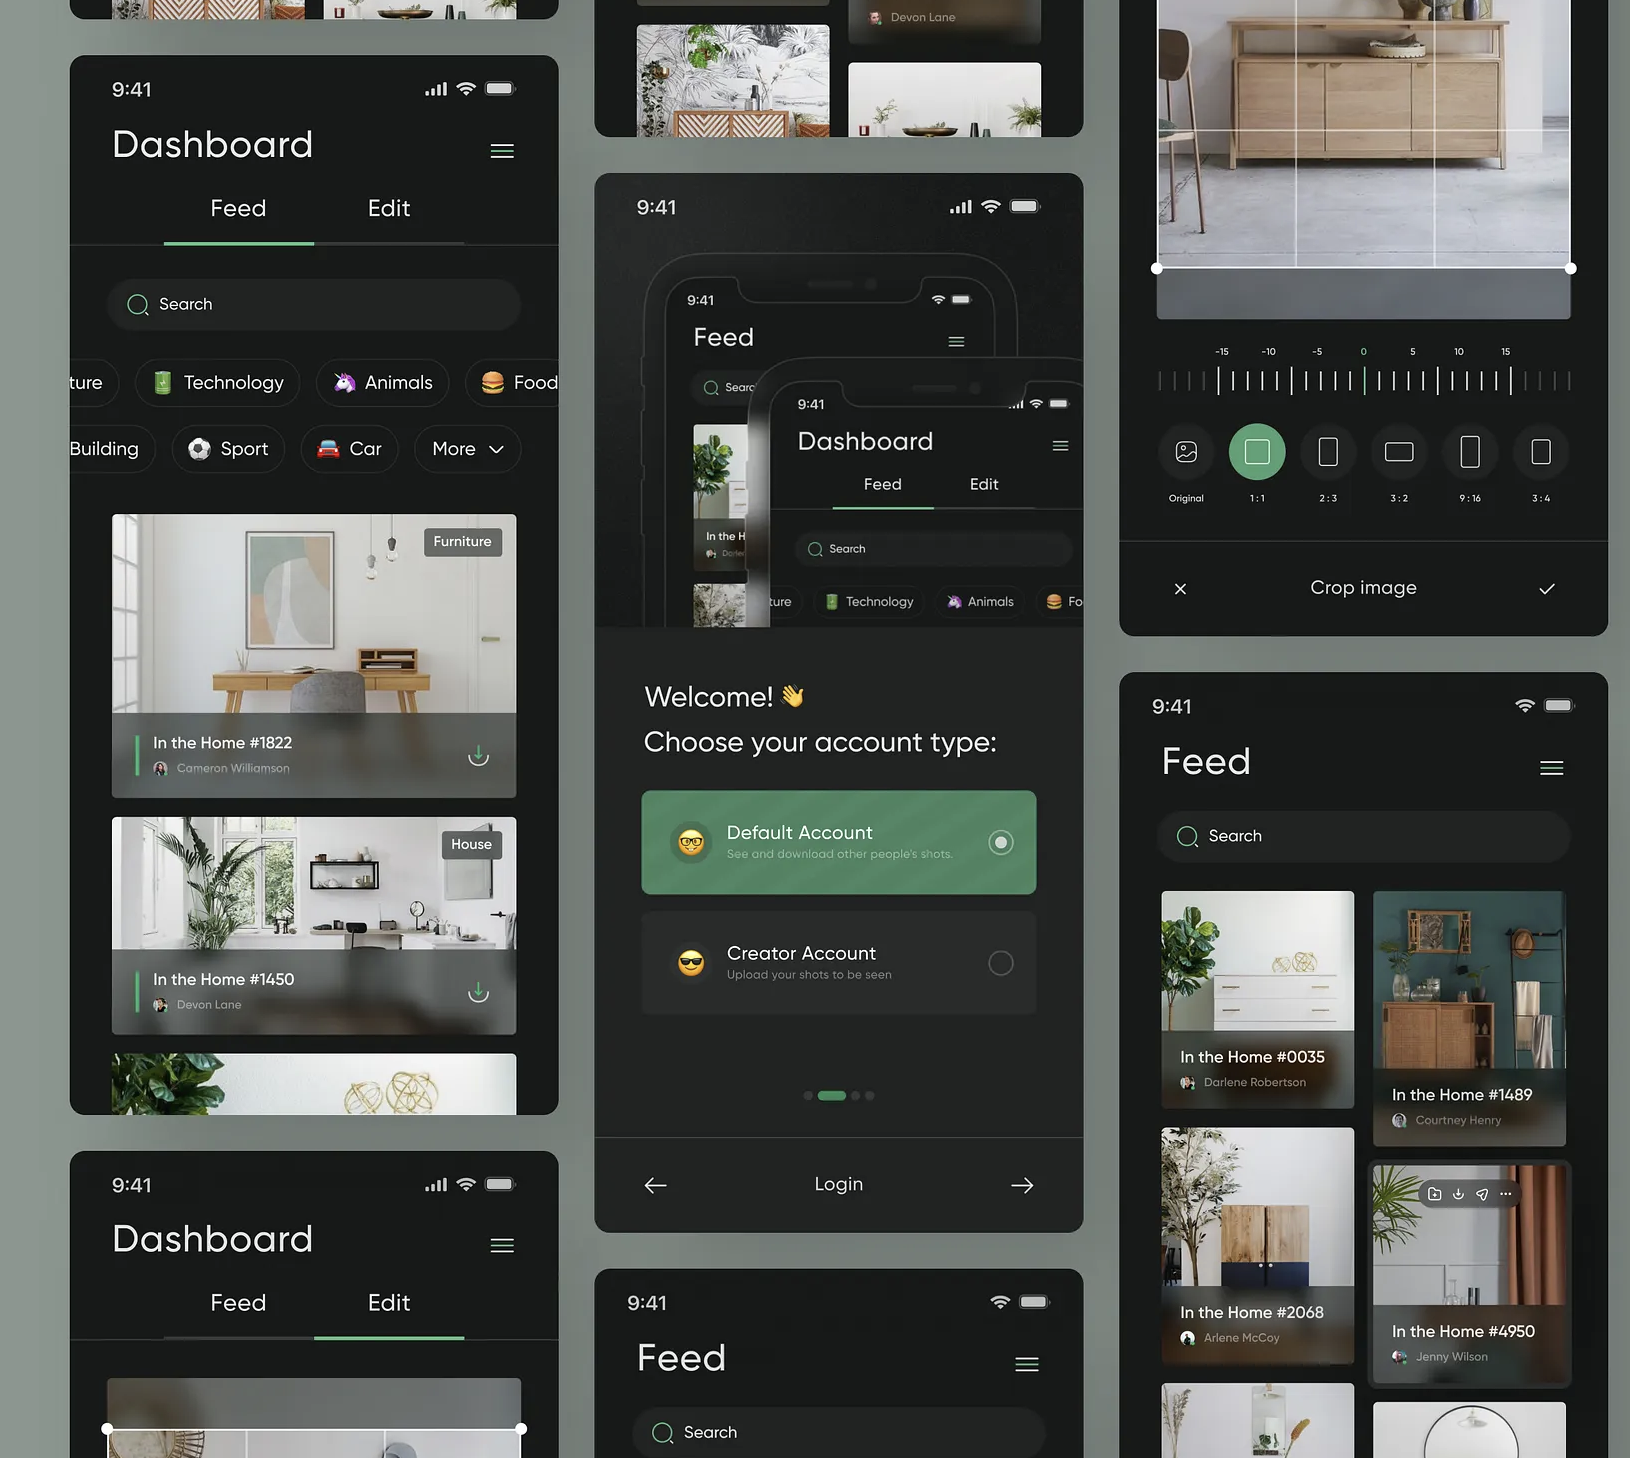 9:41
Dashboard
Feed
Edit
Search
ture
Technology
Animals
Food
Building
Sport
Car
More
Furniture
In the Home #1822
Cameron Williamson
House
In the Home #1450
Devon Lane
9:41
Dashboard
Feed
Edit
Devon Lane
9:41
9:41
Feed
Searc
In the H
Darle
9:41
Dashboard
Feed
Edit
Search
ture
Technology
Animals
Fo
Welcome! 👋
Choose your account type:
Default Account
See and download other people's shots.
Creator Account
Upload your shots to be seen
Login
9:41
Feed
Search
-15 -10 -5 0 5 10 15
Original 1 : 1 2 : 3 3 : 2 9 : 16 3 : 4
Crop image
9:41
Feed
Search
In the Home #0035
Darlene Robertson
In the Home #1489
Courtney Henry
In the Home #2068
Arlene McCoy
In the Home #4950
Jenny Wilson